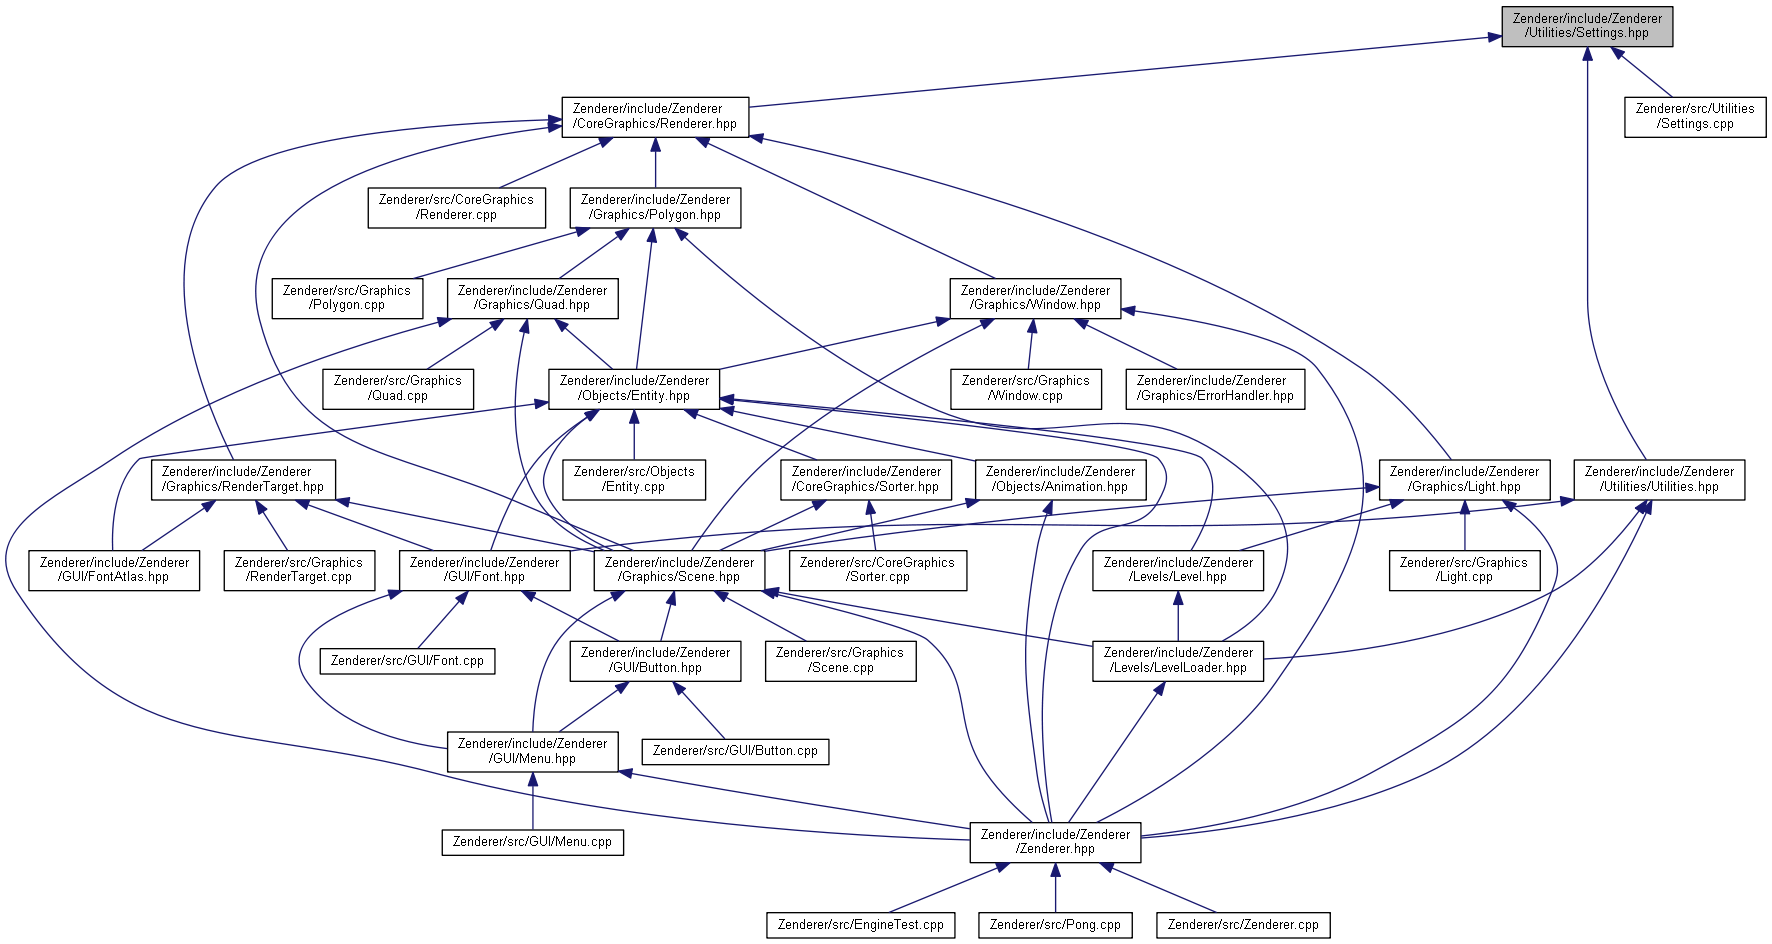 Zenderer/include/Zenderer
/Utilities/Settings.hpp
Zenderer/include/Zenderer
/CoreGraphics/Renderer.hpp
Zenderer/src/Utilities
/Settings.cpp
Zenderer/src/CoreGraphics
/Renderer.cpp
Zenderer/include/Zenderer
/Graphics/Polygon.hpp
Zenderer/src/Graphics
/Polygon.cpp
Zenderer/include/Zenderer
/Graphics/Quad.hpp
Zenderer/include/Zenderer
/Graphics/Window.hpp
Zenderer/src/Graphics
/Quad.cpp
Zenderer/include/Zenderer
/Objects/Entity.hpp
Zenderer/src/Graphics
/Window.cpp
Zenderer/include/Zenderer
/Graphics/ErrorHandler.hpp
Zenderer/include/Zenderer
/Graphics/RenderTarget.hpp
Zenderer/src/Objects
/Entity.cpp
Zenderer/include/Zenderer
/CoreGraphics/Sorter.hpp
Zenderer/include/Zenderer
/Objects/Animation.hpp
Zenderer/include/Zenderer
/Graphics/Light.hpp
Zenderer/include/Zenderer
/Utilities/Utilities.hpp
Zenderer/include/Zenderer
/GUI/FontAtlas.hpp
Zenderer/src/Graphics
/RenderTarget.cpp
Zenderer/include/Zenderer
/GUI/Font.hpp
Zenderer/include/Zenderer
/Graphics/Scene.hpp
Zenderer/src/CoreGraphics
/Sorter.cpp
Zenderer/include/Zenderer
/Levels/Level.hpp
Zenderer/src/Graphics
/Light.cpp
Zenderer/src/GUI/Font.cpp
Zenderer/include/Zenderer
/GUI/Button.hpp
Zenderer/src/Graphics
/Scene.cpp
Zenderer/include/Zenderer
/Levels/LevelLoader.hpp
Zenderer/include/Zenderer
/GUI/Menu.hpp
Zenderer/src/GUI/Button.cpp
Zenderer/src/GUI/Menu.cpp
Zenderer/include/Zenderer
/Zenderer.hpp
Zenderer/src/EngineTest.cpp
Zenderer/src/Pong.cpp
Zenderer/src/Zenderer.cpp